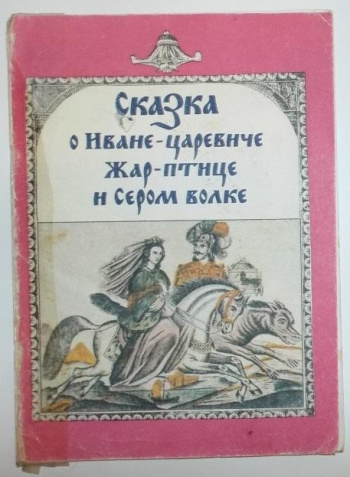 Сказка
о Иване-царевиче
Жар-птице
и Сером волке